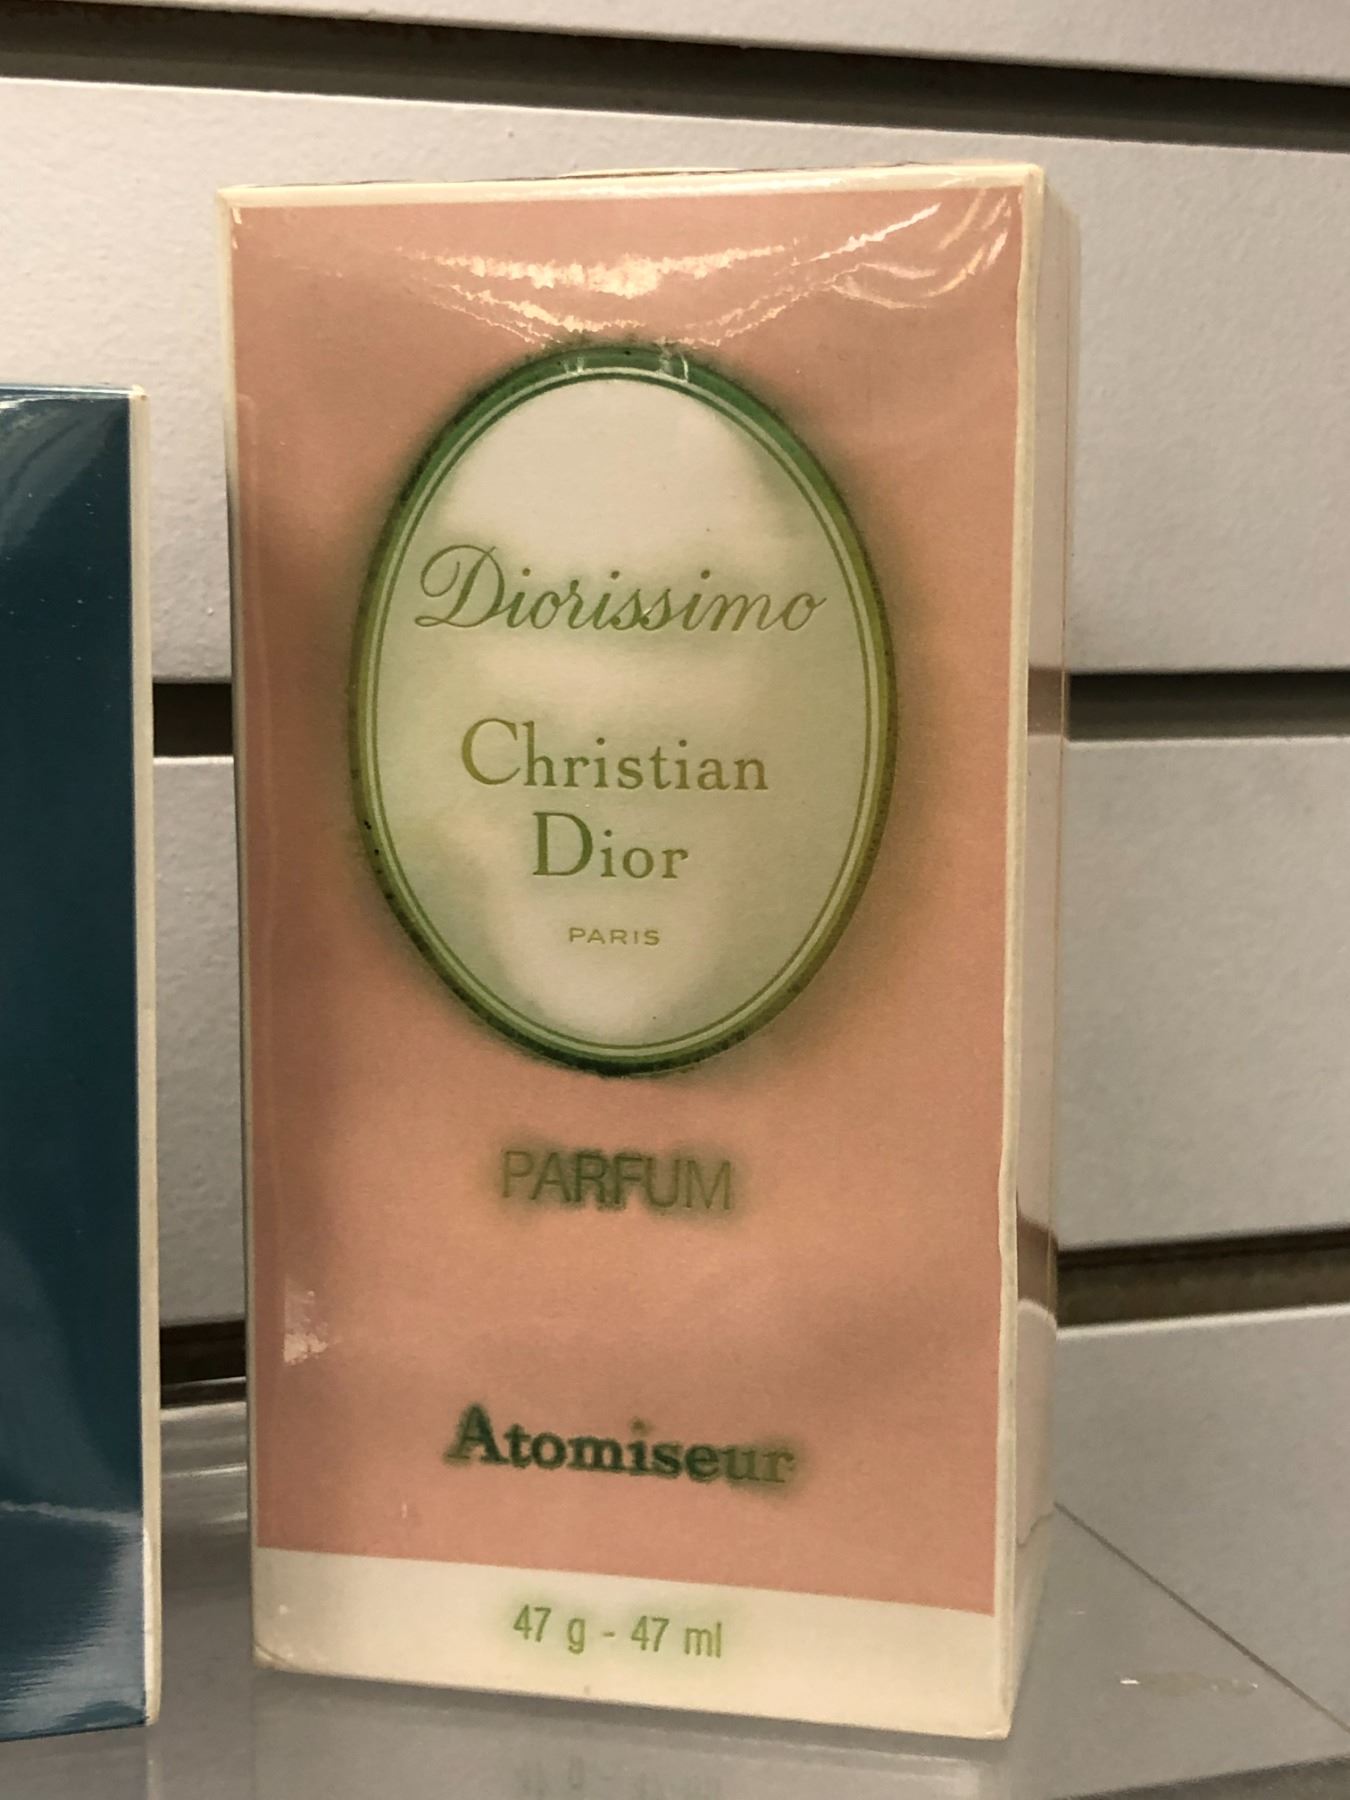 Diorissimo
Christian
Dior
PARIS
PARFUM
Atomiseur
47 g - 47 ml